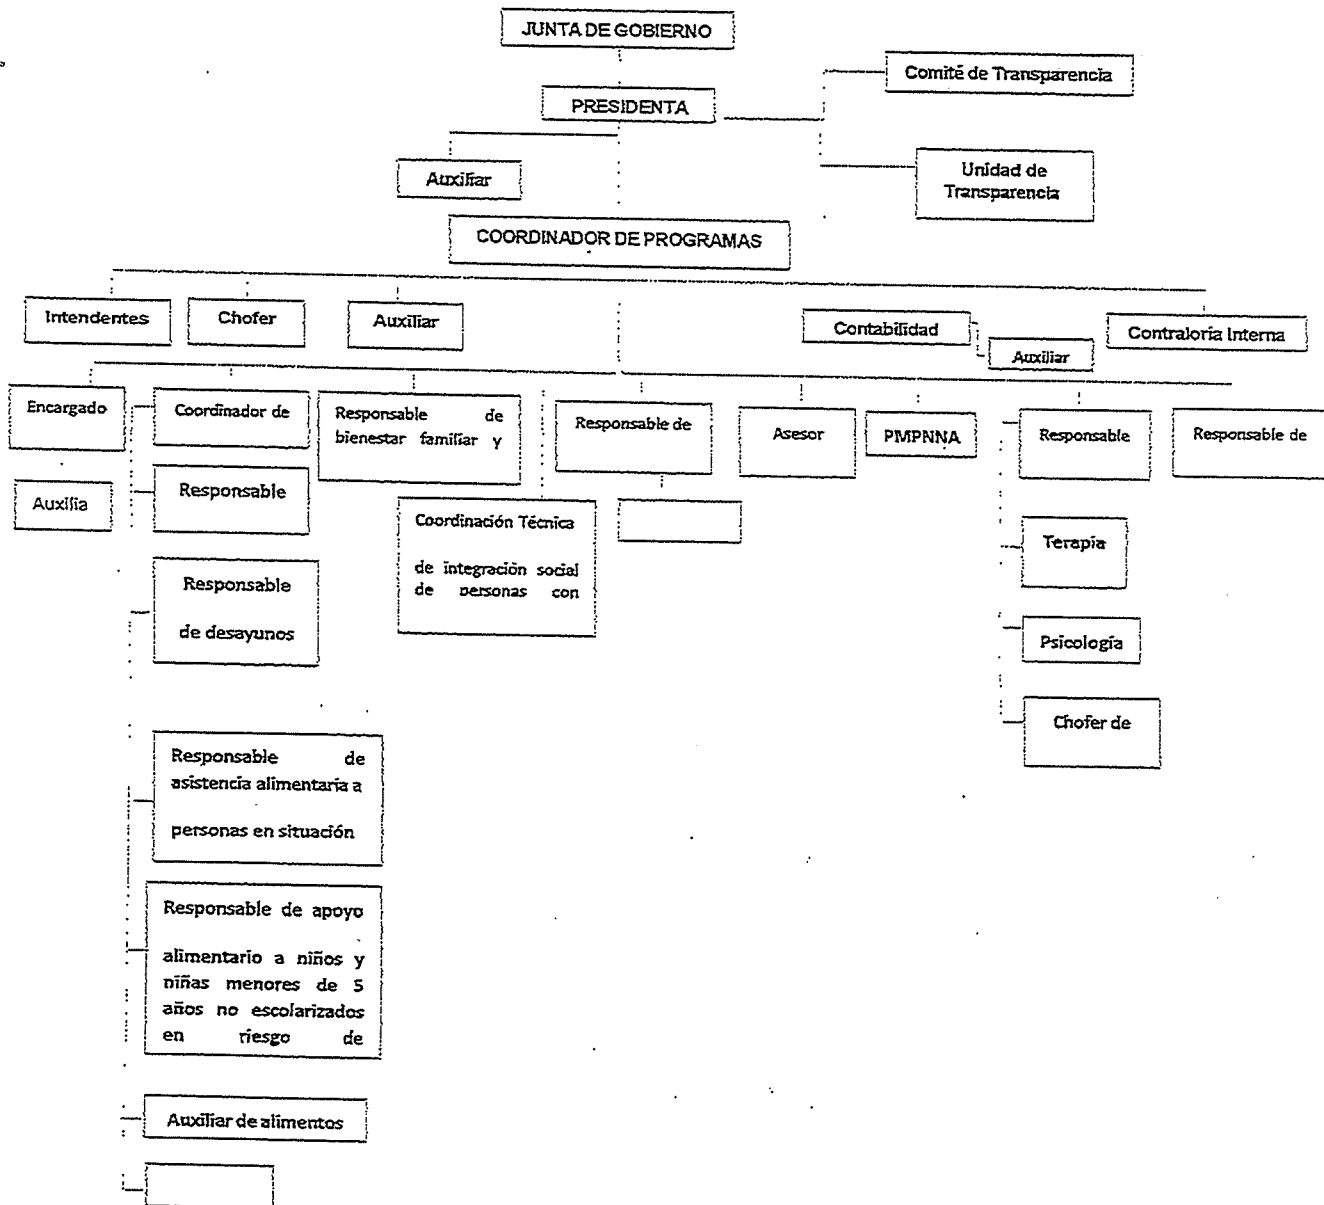 JUNTA DE GOBIERNO
Comité de Transparencia
PRESIDENTA
Auxiliar
Unidad de
Transparencia
COORDINADOR DE PROGRAMAS
Intendentes
Chofer
Auxiliar
Contabilidad
Auxiliar
Contraloría Interna
Encargado
Coordinador de
Responsable de
bienestar familiar y
Responsable de
Asesor
PMPNNA
Responsable
Responsable de
Auxilia
Responsable
Coordinación Técnica
de integración social
de personas con
Terapia
Responsable
de desayunos
Psicología
Chofer de
Responsable de
asistencia alimentaria a
personas en situación
Responsable de apoyo
alimentario a niños y
niñas menores de 5
años no escolarizados
en riesgo de
Auxiliar de alimentos